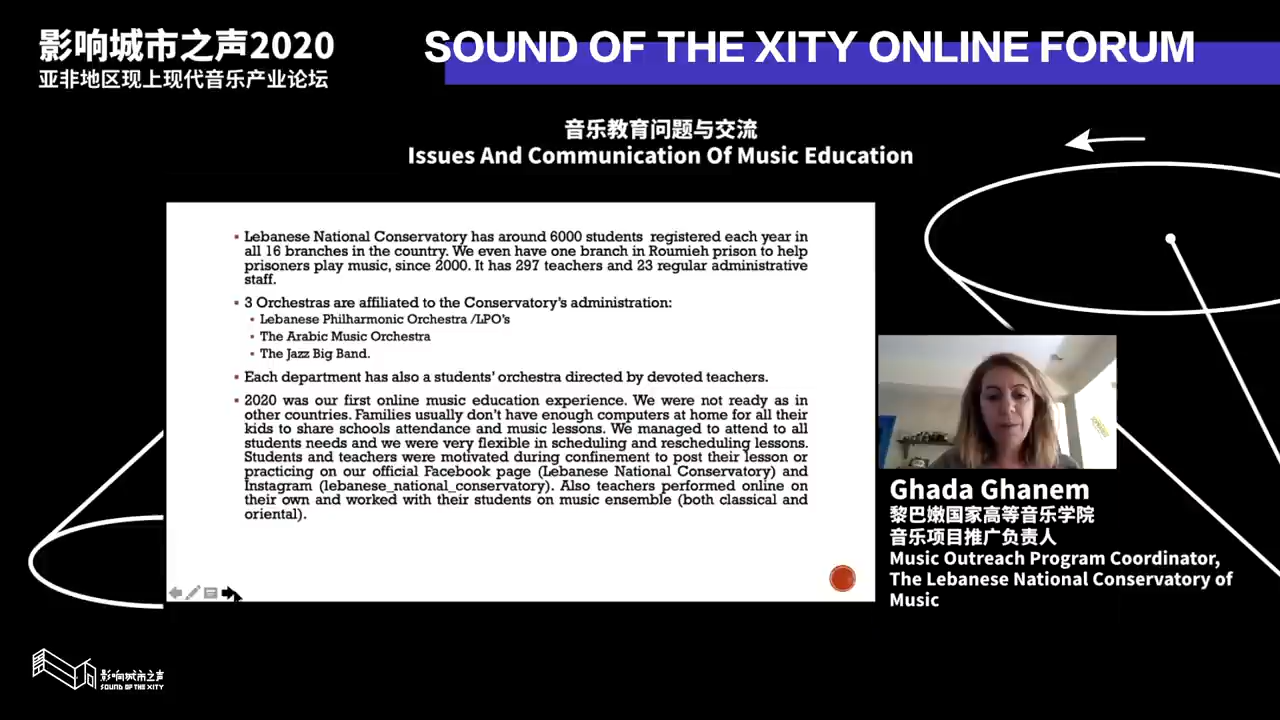 影响城市之声2020
亚非地区现上现代音乐产业论坛
SOUND OF THE XITY ONLINE FORUM
音乐教育问题与交流
Issues And Communication Of Music Education
Lebanese National Conservatory has around 6000 students registered each year in
all 16 branches in the country. We even have one branch in Roumieh prison to help
prisoners play music, since 2000. It has 297 teachers and 23 regular administrative
staff.
3 Orchestras are affiliated to the Conservatory's administration:
Lebanese Philharmonic Orchestra /LPO's
The Arabic Music Orchestra
The Jazz Big Band.
Each department has also a students' orchestra directed by devoted teachers.
2020 was our first online music education experience. We were not ready as in
other countries. Families usually don't have enough computers at home for all their
kids to share schools attendance and music lessons. We managed to attend to all
students needs and we were very flexible in scheduling and rescheduling lessons.
Students and teachers were motivated during confinement to post their lesson or
practicing on our official Facebook page (Lebanese National Conservatory) and
Instagram (lebanese_national_conservatory). Also teachers performed online on
their own and worked with their students on music ensemble (both classical and
oriental).
Ghada Ghanem
黎巴嫩国家高等音乐学院
音乐项目推广负责人
Music Outreach Program Coordinator,
The Lebanese National Conservatory of
Music
影响城市之声
SOUND OF THE XITY